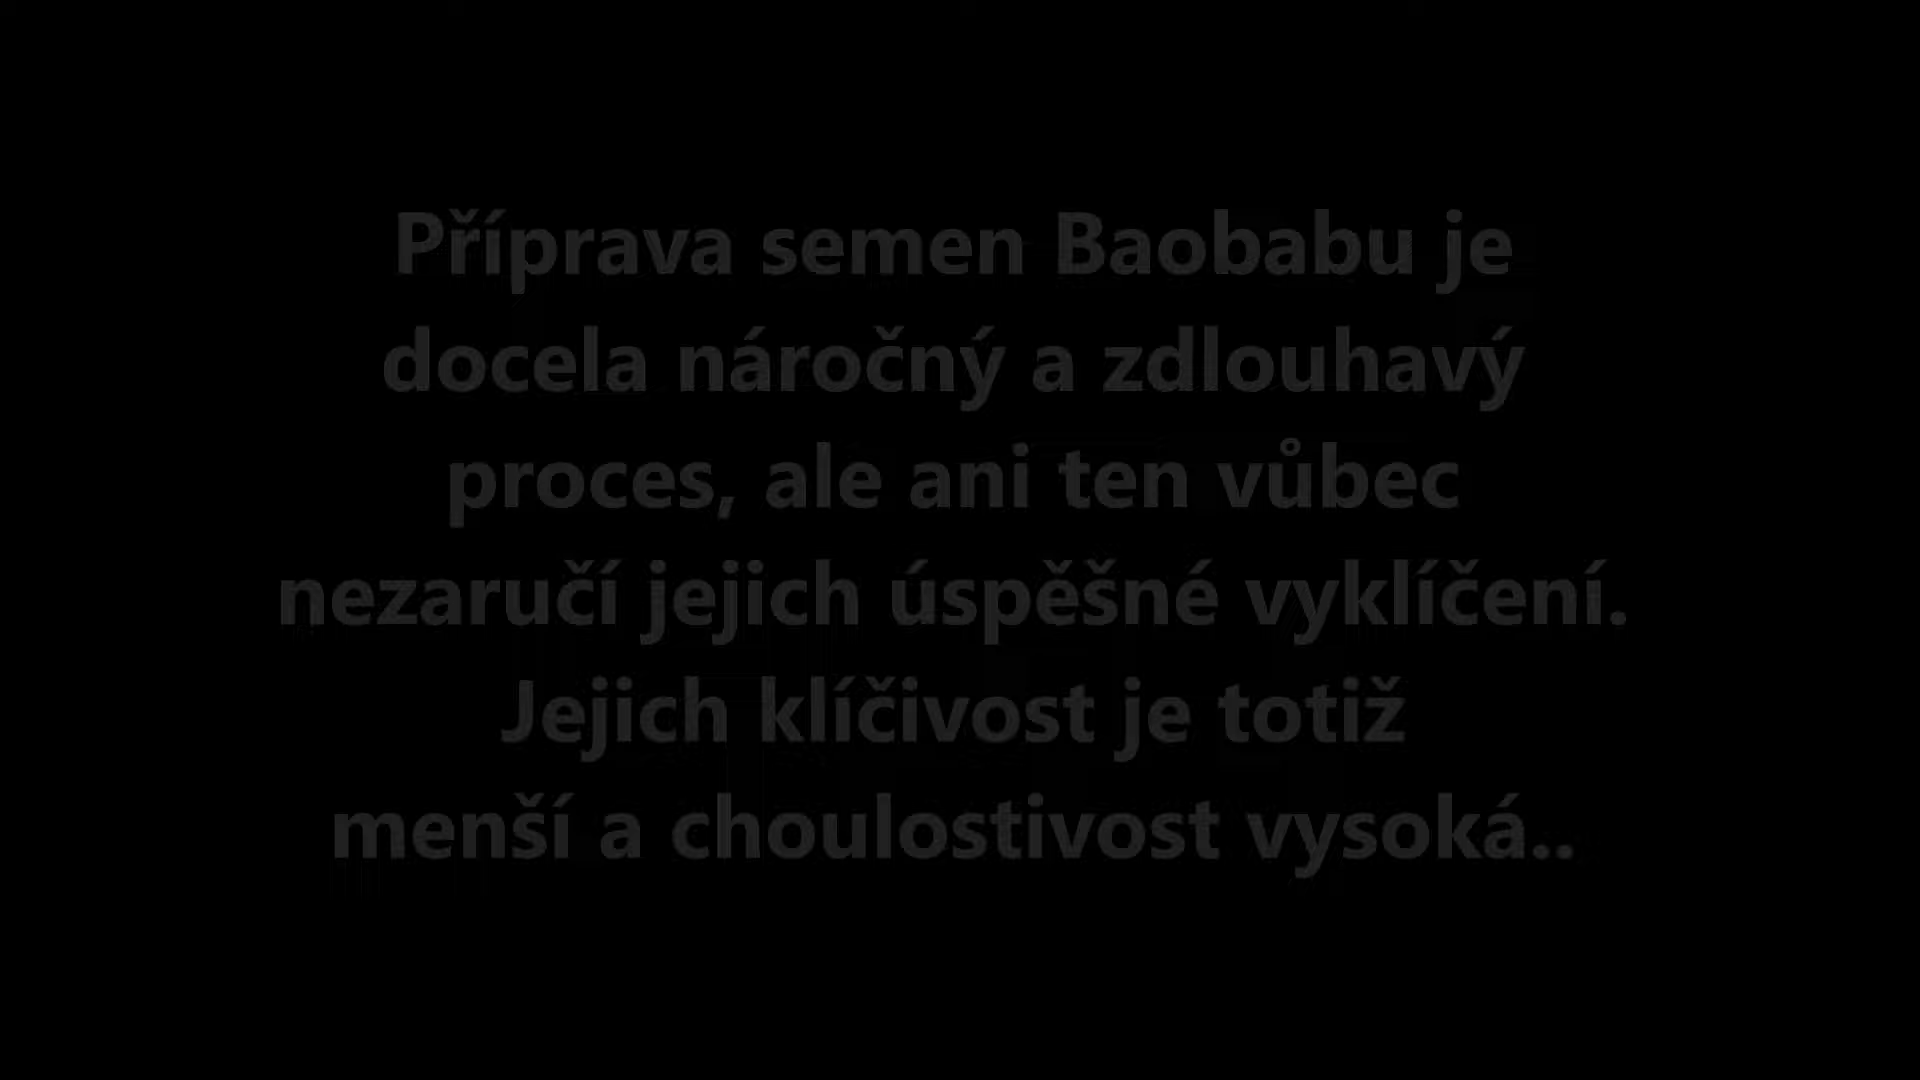 Příprava semen Baobabu je
docela náročný a zdlouhavý
proces, ale ani ten vůbec
nezaručí jejich úspěšné vyklíčení.
Jejich klíčivost je totiž
menší a choulostivost vysoká..